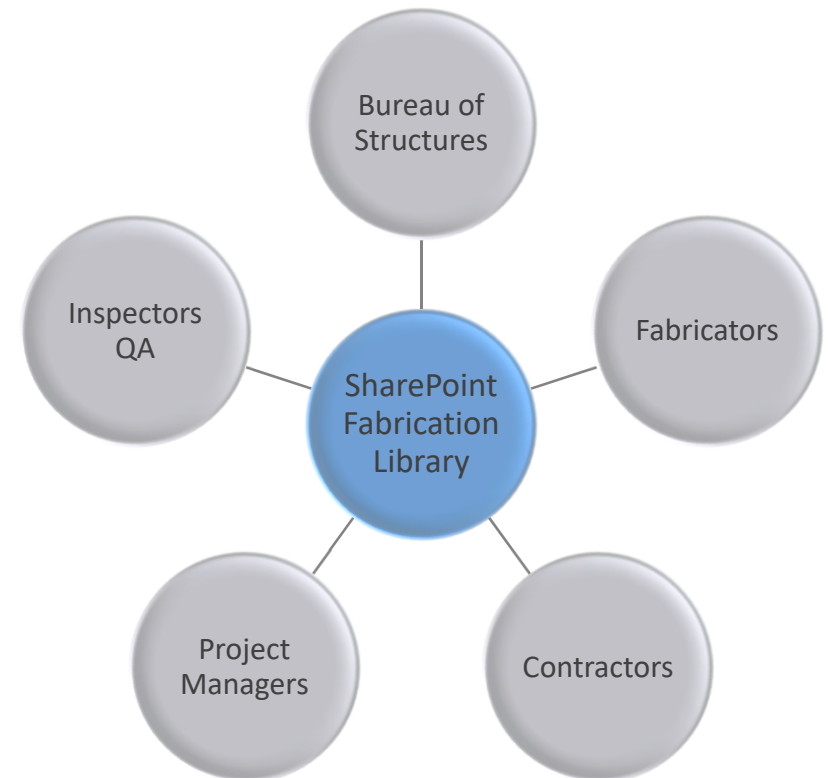 Bureau of
Structures
Inspectors
QA
Fabricators
SharePoint
Fabrication
Library
Project
Managers
Contractors